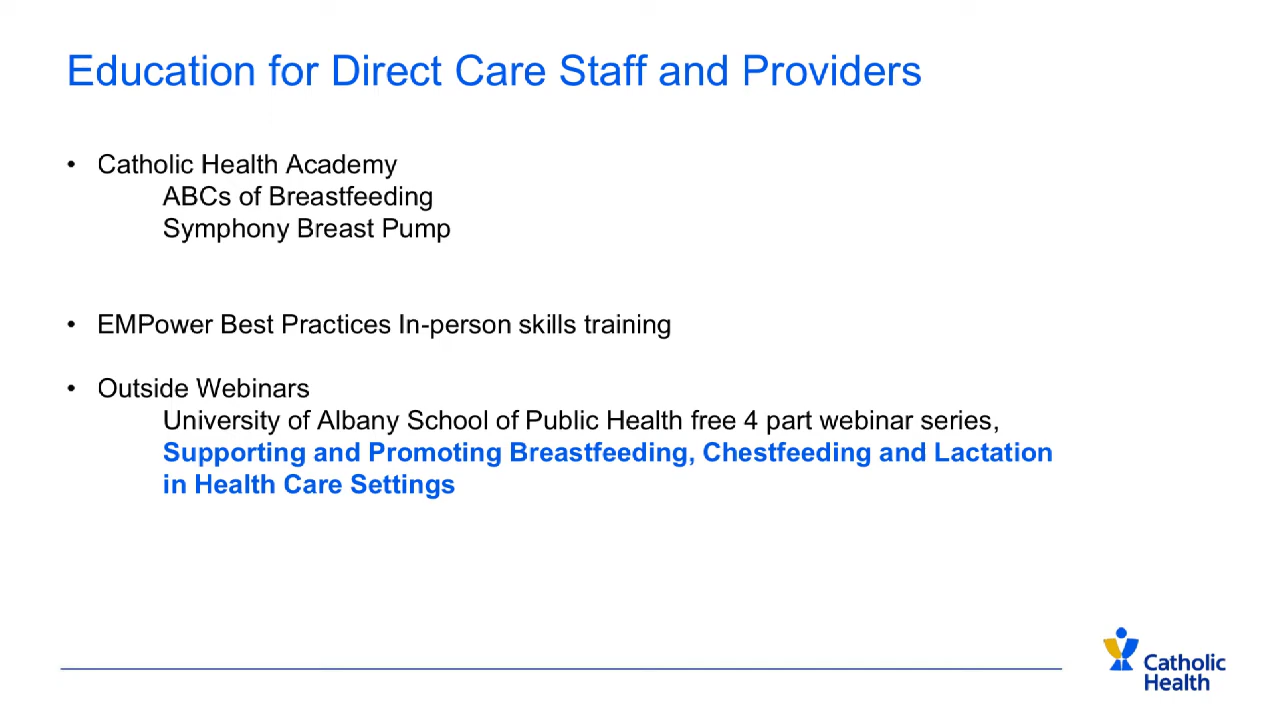 Education for Direct Care Staff and Providers
• Catholic Health Academy
ABCs of Breastfeeding
Symphony Breast Pump
• EMPower Best Practices In-person skills training
• Outside Webinars
University of Albany School of Public Health free 4 part webinar series,
Supporting and Promoting Breastfeeding, Chestfeeding and Lactation
in Health Care Settings
Catholic
Health